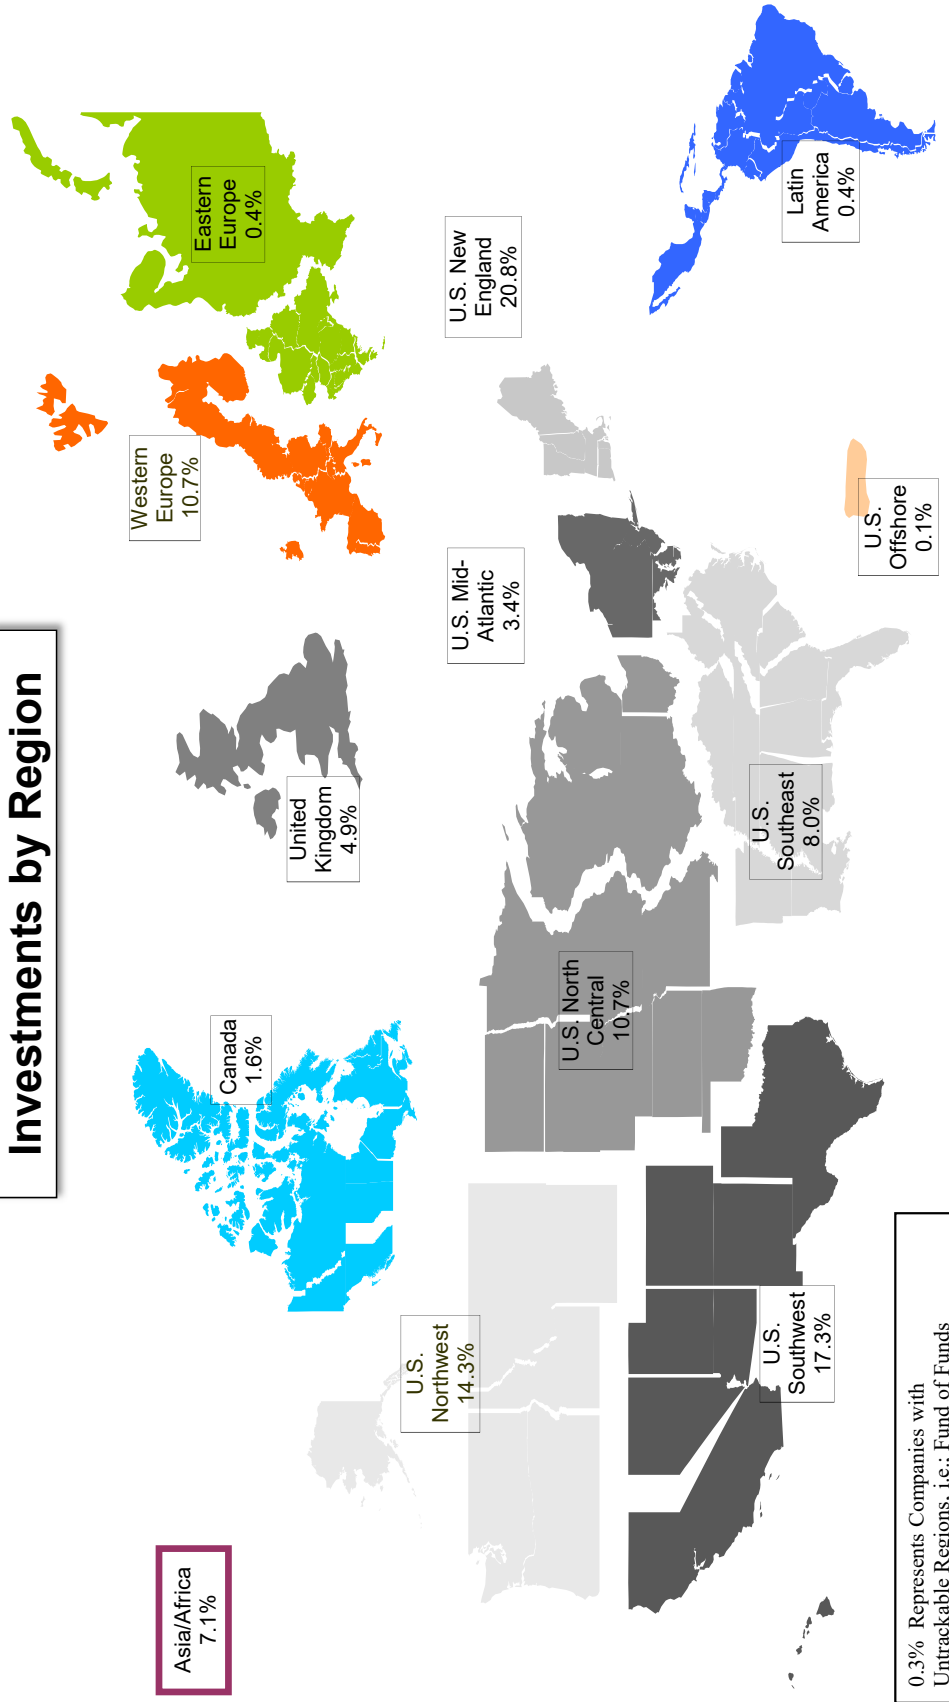 Investments by Region
Asia/Africa
7.1%
U.S.
Northwest
14.3%
Canada
1.6%
United
Kingdom
4.9%
Western
Europe
10.7%
Eastern
Europe
0.4%
U.S. North
Central
10.7%
U.S. Mid-
Atlantic
3.4%
U.S. New
England
20.8%
U.S.
Southwest
17.3%
U.S.
Southeast
8.0%
U.S.
Offshore
0.1%
Latin
America
0.4%
0.3% Represents Companies with
Untrackable Regions, i.e.: Fund of Funds